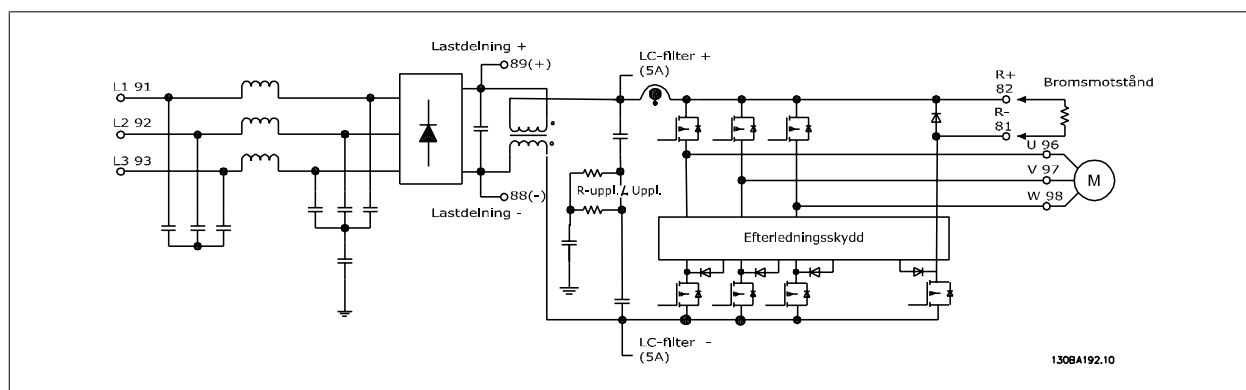 Lastdelning +
89(+)
LC-filter +
(5A)
R+
82
Bromsmotstånd
L1 91
R-
81
L2 92
U 96
L3 93
V 97
M
R-uppl.
Uppl.
88(-)
W 98
Lastdelning -
Efterledningsskydd
LC-filter -
(5A)
130BA192.10